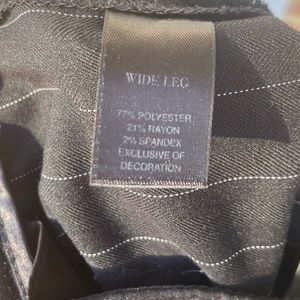 WIDE LEG
77% POLYESTER
21% RAYON
2% SPANDEX
EXCLUSIVE OF
DECORATION